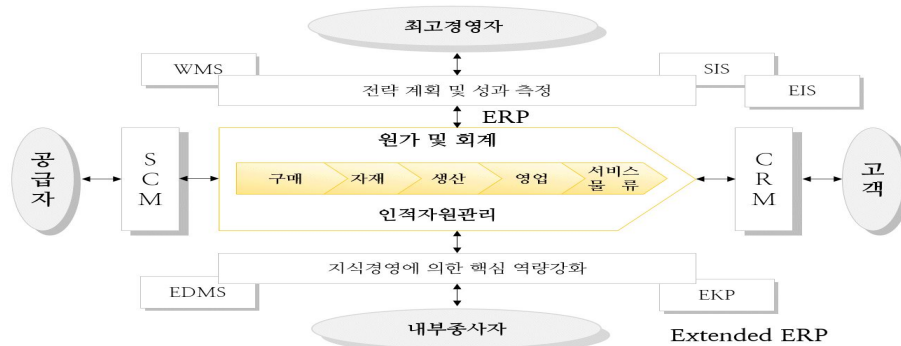 최고경영자
WMS
SIS
전략 계획 및 성과 측정
EIS
ERP
원가 및 회계
공급자
SCM
구매
자재
생산
영업
서비스
물 류
CRM
고객
인적자원관리
지식경영에 의한 핵심 역량강화
EDMS
EKP
내부종사자
Extended ERP